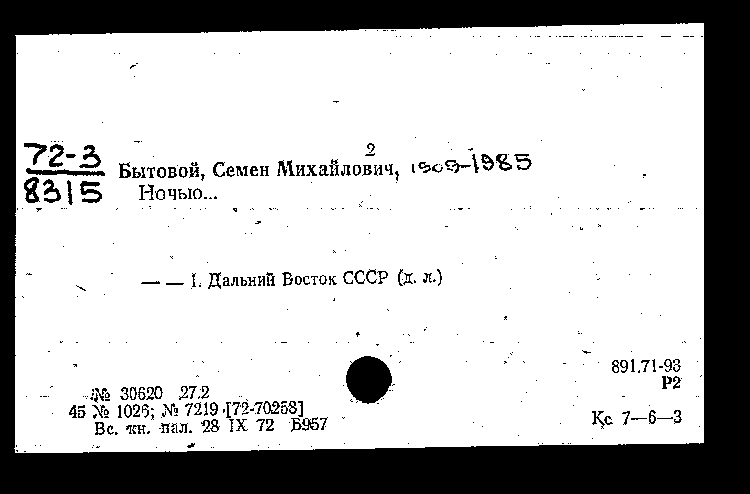 2
72-3 Бытовой, Семен Михайлович, 1909-1985
8315 Ночью...
— — 1. Дальний Восток СССР (д. л.)
891.71-93
Р2
№ 30620 27.2
45 № 1026; № 7219 [72-70258]
Вс. кн. пал. 28 IX 72 Б957
Кс 7—6—3